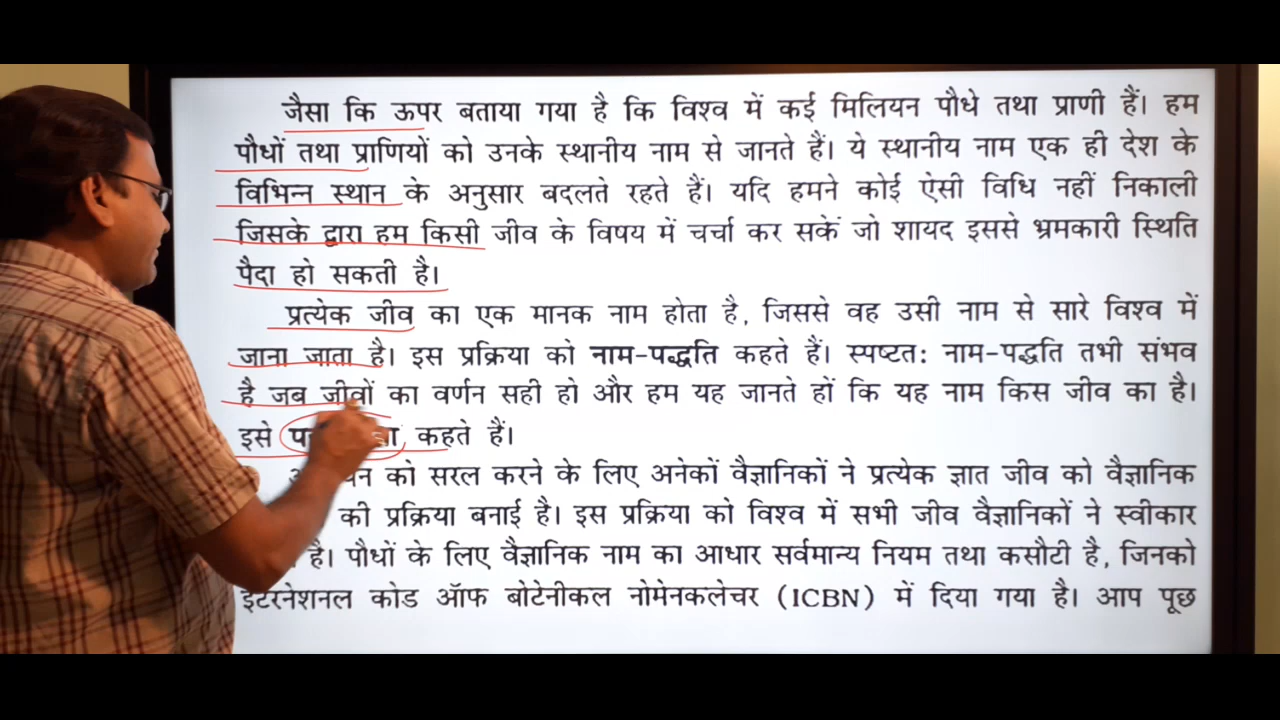 जैसा कि ऊपर बताया गया है कि विश्व में कई मिलियन पौधे तथा प्राणी हैं। हम
पौधों तथा प्राणियों को उनके स्थानीय नाम से जानते हैं। ये स्थानीय नाम एक ही देश के
विभिन्न स्थान के अनुसार बदलते रहते हैं। यदि हमने कोई ऐसी विधि नहीं निकाली
जिसके द्वारा हम किसी जीव के विषय में चर्चा कर सकें जो शायद इससे भ्रमकारी स्थिति
पैदा हो सकती है।
प्रत्येक जीव का एक मानक नाम होता है, जिससे वह उसी नाम से सारे विश्व में
जाना जाता है। इस प्रक्रिया को नाम-पद्धति कहते हैं। स्पष्टत: नाम-पद्धति तभी संभव
है जब जीवों का वर्णन सही हो और हम यह जानते हों कि यह नाम किस जीव का है।
इसे कहते हैं।
को सरल करने के लिए अनेकों वैज्ञानिकों ने प्रत्येक ज्ञात जीव को वैज्ञानिक
की प्रक्रिया बनाई है। इस प्रक्रिया को विश्व में सभी जीव वैज्ञानिकों ने स्वीकार
है। पौधों के लिए वैज्ञानिक नाम का आधार सर्वमान्य नियम तथा कसौटी है, जिनको
इंटरनेशनल कोड ऑफ बोटेनीकल नोमेनकलेचर (ICBN) में दिया गया है। आप पूछ